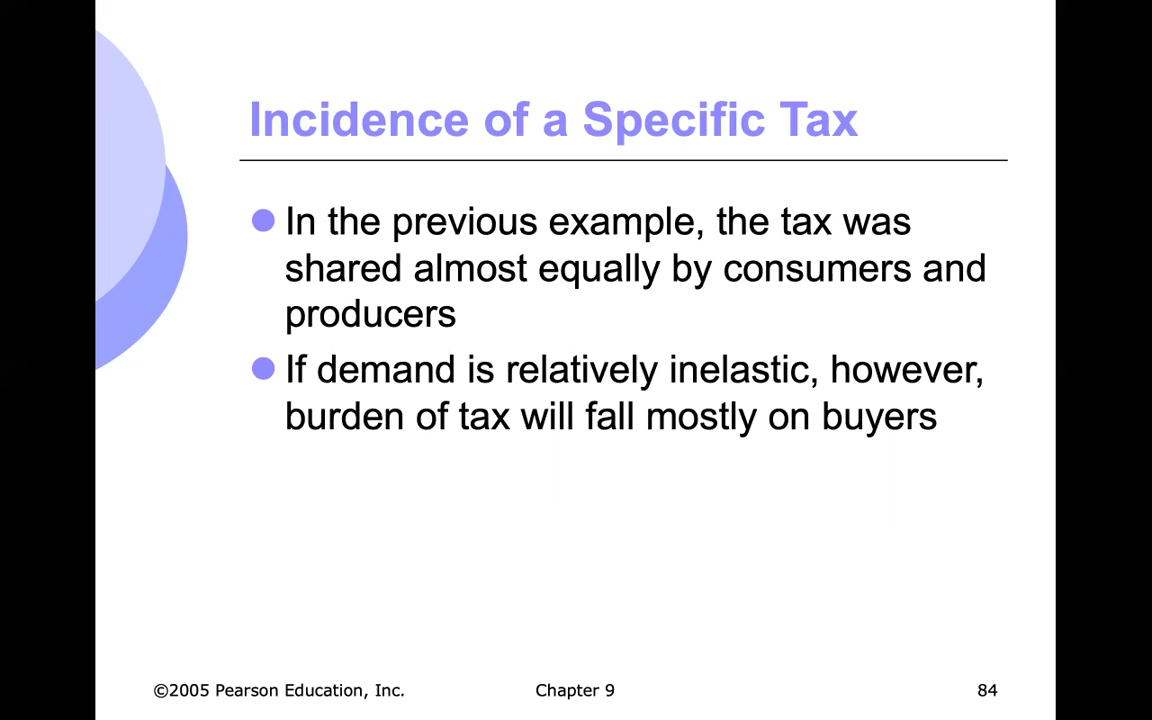 Incidence of a Specific Tax
In the previous example, the tax was
shared almost equally by consumers and
producers
If demand is relatively inelastic, however,
burden of tax will fall mostly on buyers
©2005 Pearson Education, Inc.
Chapter 9
84